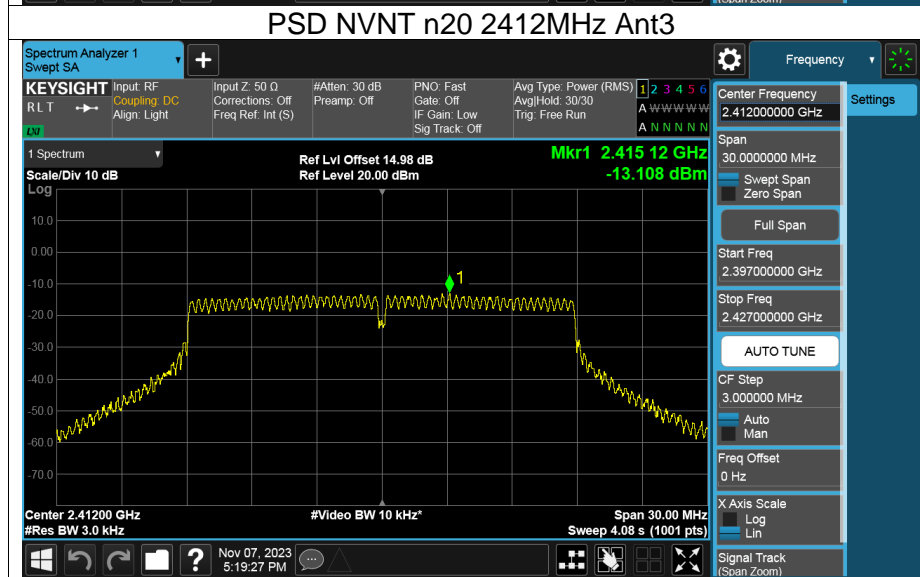 (Span Zoom)
PSD NVNT n20 2412MHz Ant3
Spectrum Analyzer 1
Swept SA
+
Frequency
KEYSIGHT
RLT
LXI
Input: RF
Coupling: DC
Align: Light
Input Z: 50 Ω
Corrections: Off
Freq Ref: Int (S)
#Atten: 30 dB
Preamp: Off
PNO: Fast
Gate: Off
IF Gain: Low
Sig Track: Off
Avg Type: Power (RMS)
Avg|Hold: 30/30
Trig: Free Run
1 2 3 4 5 6
A W W W W W
A N N N N N
Center Frequency
2.412000000 GHz
Settings
1 Spectrum
Scale/Div 10 dB
Ref Lvl Offset 14.98 dB
Ref Level 20.00 dBm
Mkr1 2.415 12 GHz
-13.108 dBm
Log
10.0
0.00
-10.0
-20.0
-30.0
-40.0
-50.0
-60.0
-70.0
1
Span
30.0000000 MHz
Swept Span
Zero Span
Full Span
Start Freq
2.397000000 GHz
Stop Freq
2.427000000 GHz
AUTO TUNE
CF Step
3.000000 MHz
Auto
Man
Freq Offset
0 Hz
X Axis Scale
Log
Lin
Signal Track
(Span Zoom)
Center 2.41200 GHz
#Res BW 3.0 kHz
#Video BW 10 kHz*
Span 30.00 MHz
Sweep 4.08 s (1001 pts)
?
Nov 07, 2023
5:19:27 PM